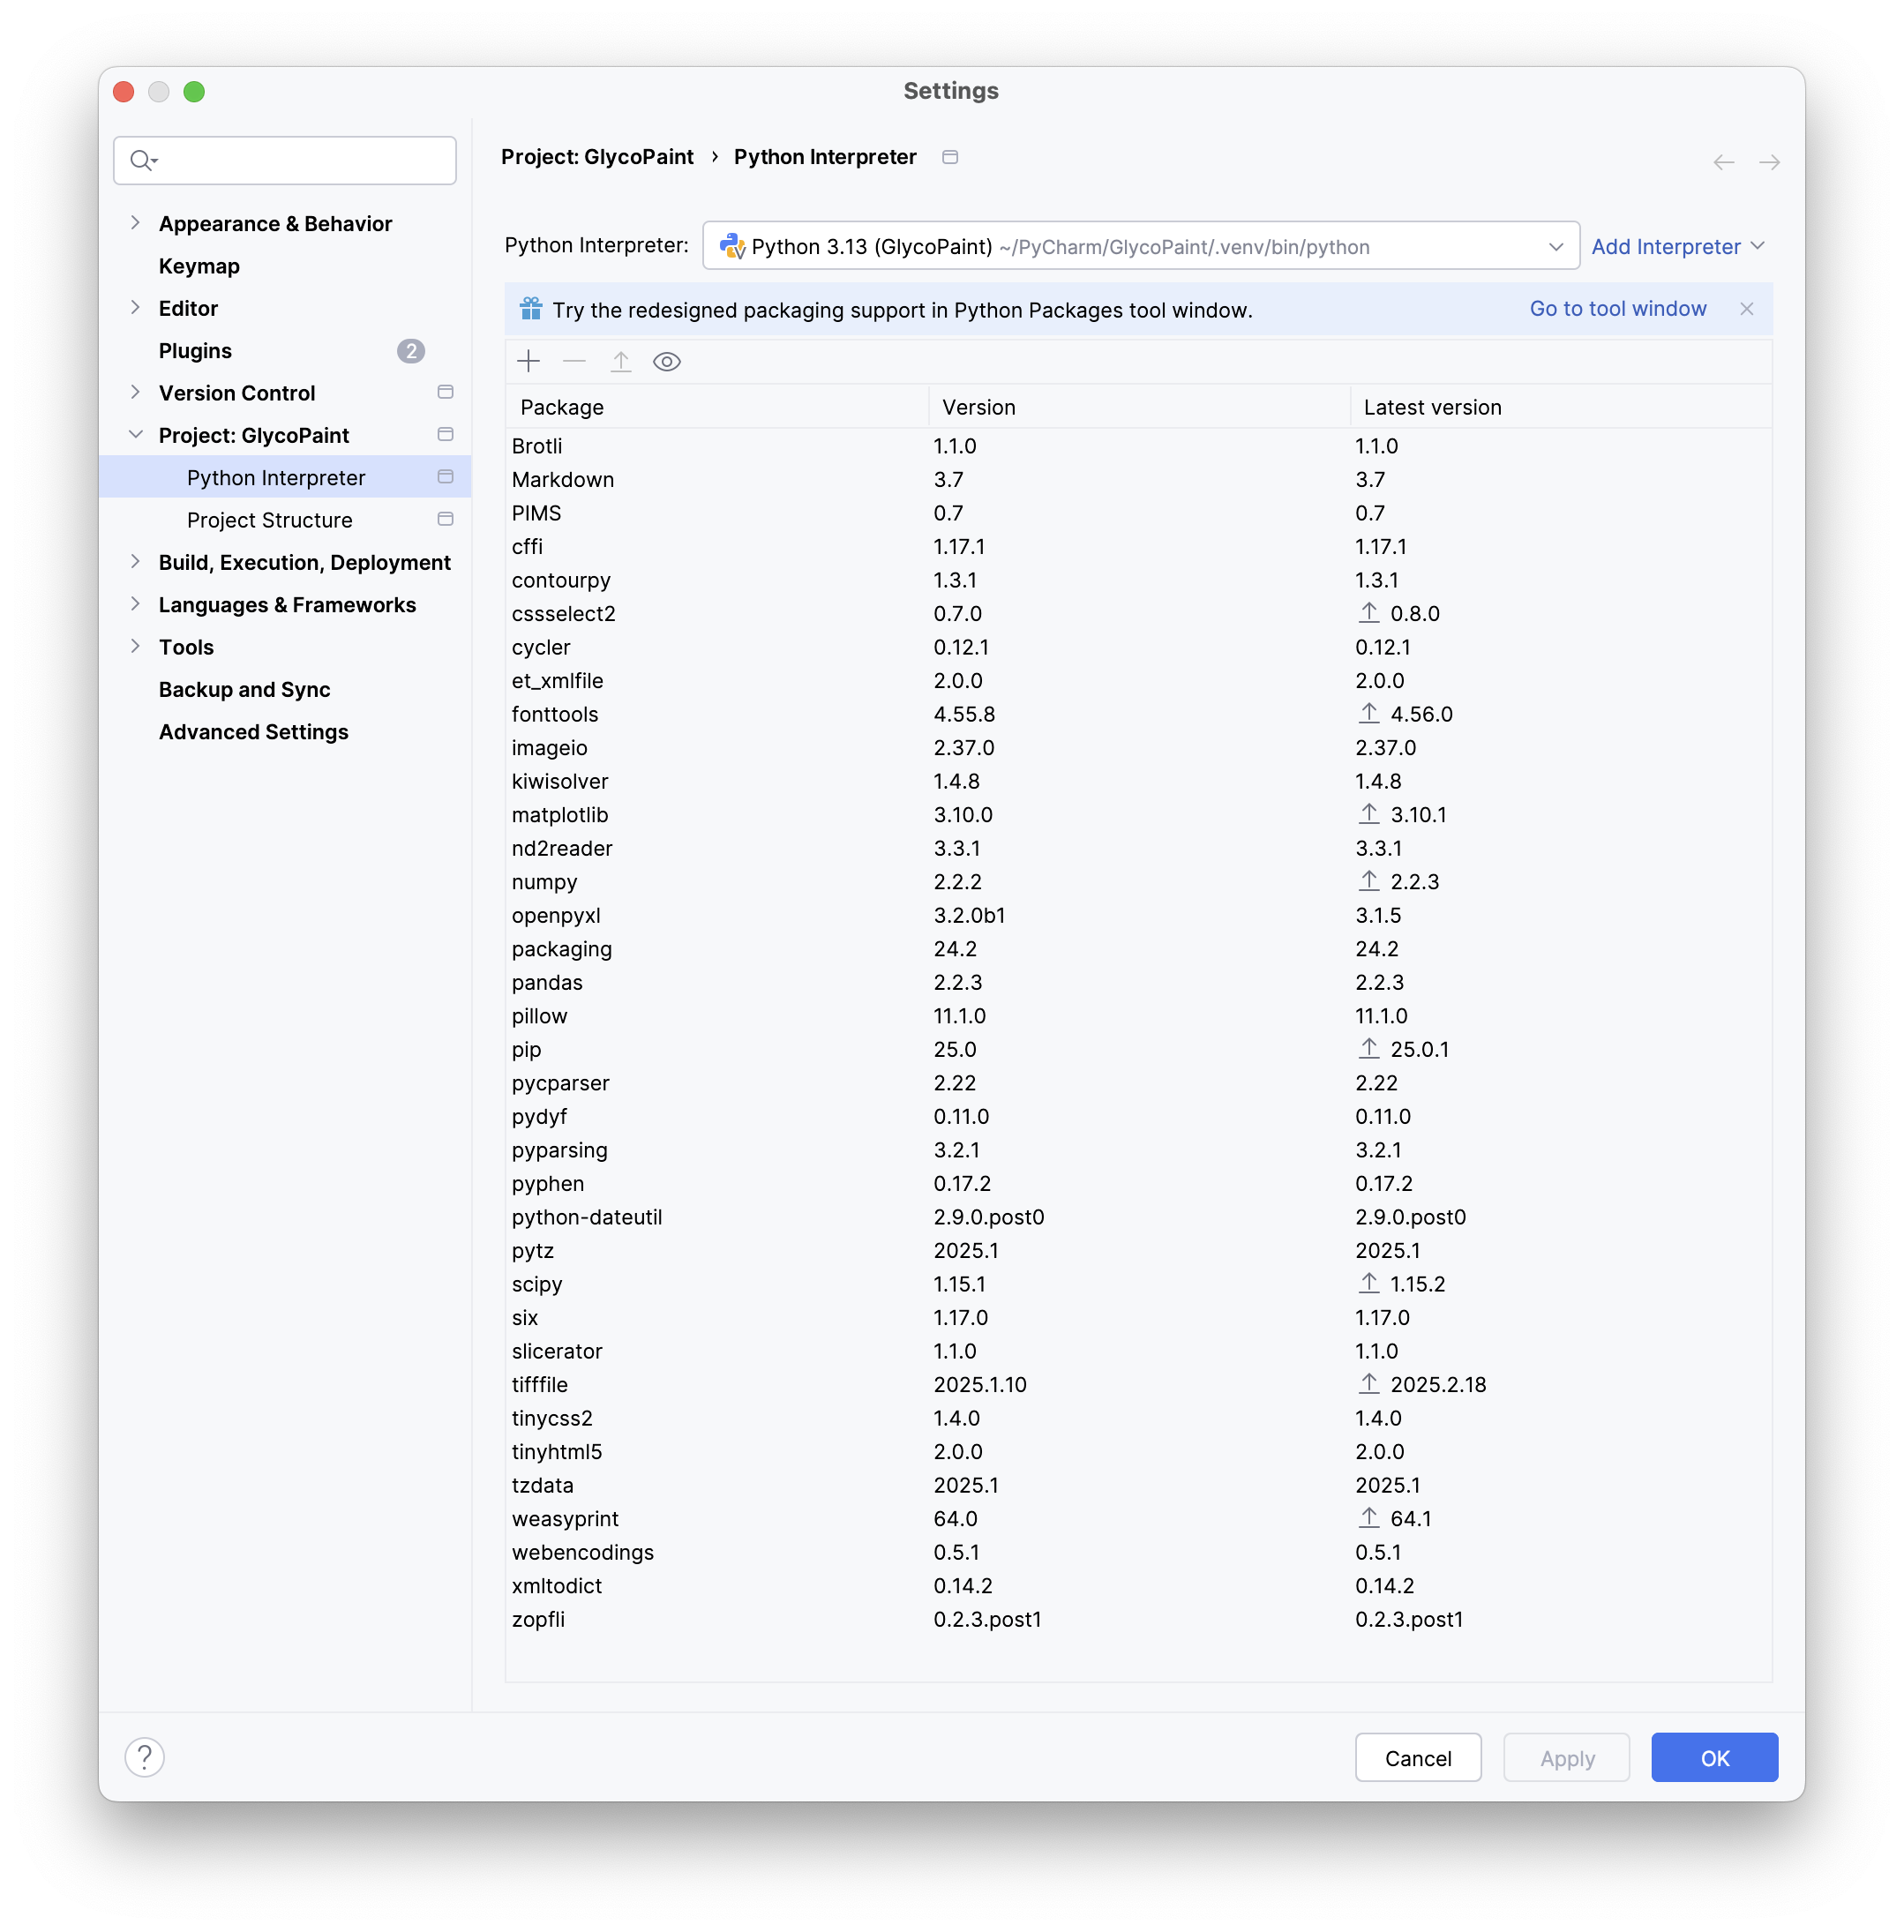 Settings
Appearance & Behavior
Keymap
Editor
Plugins 2
Version Control
Project: GlycoPaint
Python Interpreter
Project Structure
Build, Execution, Deployment
Languages & Frameworks
Tools
Backup and Sync
Advanced Settings
Project: GlycoPaint › Python Interpreter
Python Interpreter: Python 3.13 (GlycoPaint) ~/PyCharm/GlycoPaint/.venv/bin/python Add Interpreter
Try the redesigned packaging support in Python Packages tool window. Go to tool window
Package Version Latest version
Brotli 1.1.0 1.1.0
Markdown 3.7 3.7
PIMS 0.7 0.7
cffi 1.17.1 1.17.1
contourpy 1.3.1 1.3.1
cssselect2 0.7.0 0.8.0
cycler 0.12.1 0.12.1
et_xmlfile 2.0.0 2.0.0
fonttools 4.55.8 4.56.0
imageio 2.37.0 2.37.0
kiwisolver 1.4.8 1.4.8
matplotlib 3.10.0 3.10.1
nd2reader 3.3.1 3.3.1
numpy 2.2.2 2.2.3
openpyxl 3.2.0b1 3.1.5
packaging 24.2 24.2
pandas 2.2.3 2.2.3
pillow 11.1.0 11.1.0
pip 25.0 25.0.1
pycparser 2.22 2.22
pydyf 0.11.0 0.11.0
pyparsing 3.2.1 3.2.1
pyphen 0.17.2 0.17.2
python-dateutil 2.9.0.post0 2.9.0.post0
pytz 2025.1 2025.1
scipy 1.15.1 1.15.2
six 1.17.0 1.17.0
slicerator 1.1.0 1.1.0
tifffile 2025.1.10 2025.2.18
tinycss2 1.4.0 1.4.0
tinyhtml5 2.0.0 2.0.0
tzdata 2025.1 2025.1
weasyprint 64.0 64.1
webencodings 0.5.1 0.5.1
xmltodict 0.14.2 0.14.2
zopfli 0.2.3.post1 0.2.3.post1
? Cancel Apply OK